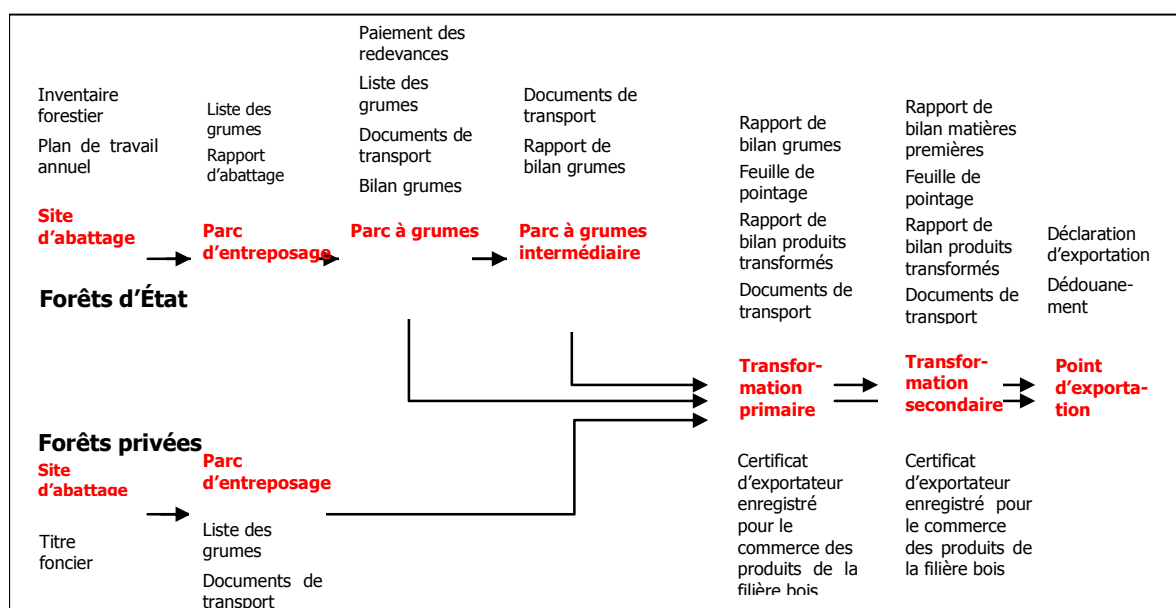 Inventaire
forestier
Plan de travail
annuel
Site
d'abattage
Liste des
grumes
Rapport
d'abattage
Parc
d'entreposage
Paiement des
redevances
Liste des
grumes
Documents de
transport
Bilan grumes
Parc à grumes
Documents de
transport
Rapport de
bilan grumes
Parc à grumes
intermédiaire
Forêts d'État
Rapport de
bilan grumes
Feuille de
pointage
Rapport de
bilan produits
transformés
Documents de
transport
Transfor-
mation
primaire
Certificat
d'exportateur
enregistré
pour le
commerce des
produits de la
filière bois
Rapport de
bilan matières
premières
Feuille de
pointage
Rapport de
bilan produits
transformés
Documents de
transport
Transfor-
mation
secondaire
Certificat
d'exportateur
enregistré pour
le commerce
des produits de
la filière bois
Déclaration
d'exportation
Dédouane-
ment
Point
d'exporta-
tion
Forêts privées
Site
d'abattage
Titre
foncier
Parc
d'entreposage
Liste des
grumes
Documents de
transport